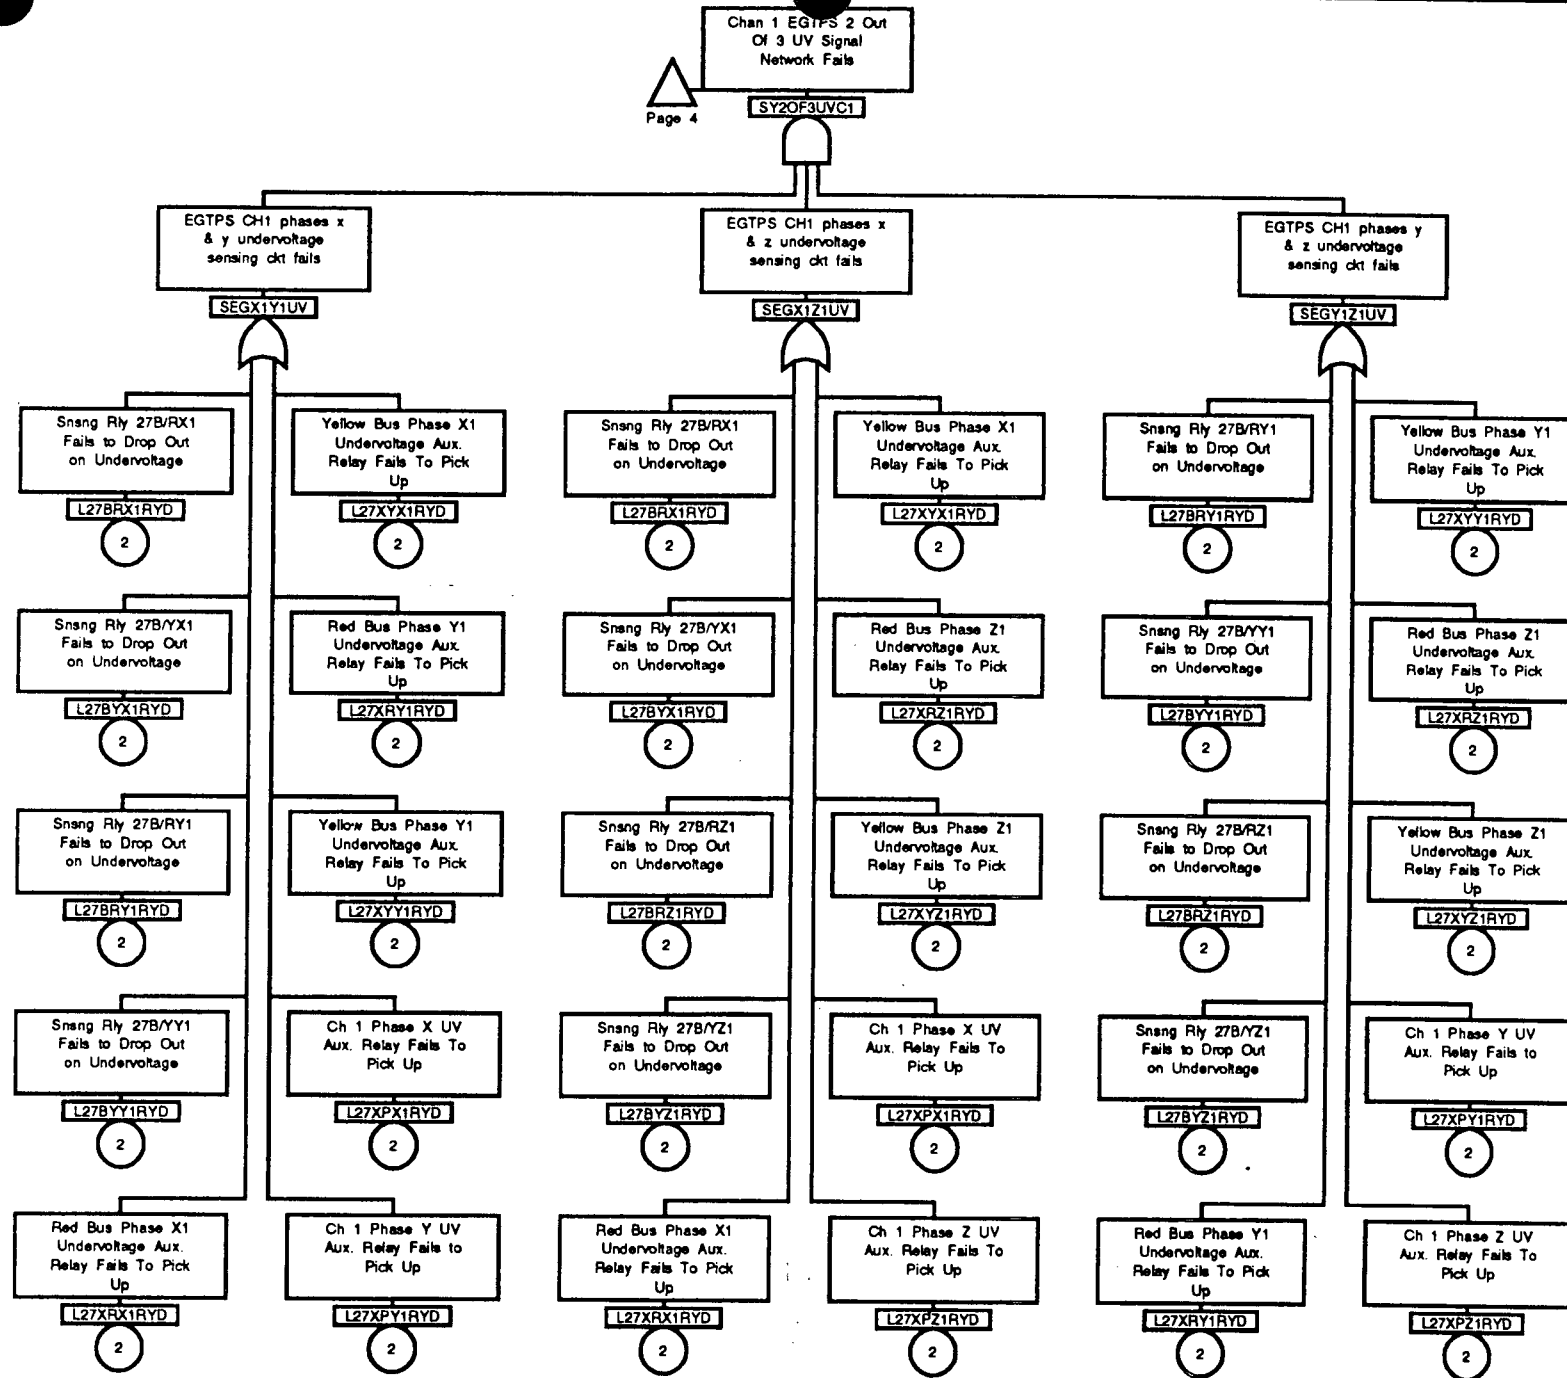 Chan 1 EGTPS 2 Out
Of 3 UV Signal
Network Fails
Page 4
SY2OF3UVC1
EGTPS CH1 phases x
& y undervoltage
sensing ckt fails
SEGX1Y1UV
EGTPS CH1 phases x
& z undervoltage
sensing ckt fails
SEGX1Z1UV
EGTPS CH1 phases y
& z undervoltage
sensing ckt fails
SEGY1Z1UV
Snsng Rly 27B/RX1
Fails to Drop Out
on Undervoltage
L27BRX1RYD
2
Yellow Bus Phase X1
Undervoltage Aux.
Relay Fails To Pick
Up
L27XYX1RYD
2
Snsng Rly 27B/RX1
Fails to Drop Out
on Undervoltage
L27BRX1RYD
2
Yellow Bus Phase X1
Undervoltage Aux.
Relay Fails To Pick
Up
L27XYX1RYD
2
Snsng Rly 27B/RY1
Fails to Drop Out
on Undervoltage
L27BRY1RYD
2
Yellow Bus Phase Y1
Undervoltage Aux.
Relay Fails To Pick
Up
L27XYY1RYD
2
Snsng Rly 27B/YX1
Fails to Drop Out
on Undervoltage
L27BYX1RYD
2
Red Bus Phase Y1
Undervoltage Aux.
Relay Fails To Pick
Up
L27XRY1RYD
2
Snsng Rly 27B/YX1
Fails to Drop Out
on Undervoltage
L27BYX1RYD
2
Red Bus Phase Z1
Undervoltage Aux.
Relay Fails To Pick
Up
L27XRZ1RYD
2
Snsng Rly 27B/YY1
Fails to Drop Out
on Undervoltage
L27BYY1RYD
2
Red Bus Phase Z1
Undervoltage Aux.
Relay Fails To Pick
Up
L27XRZ1RYD
2
Snsng Rly 27B/RY1
Fails to Drop Out
on Undervoltage
L27BRY1RYD
2
Yellow Bus Phase Y1
Undervoltage Aux.
Relay Fails To Pick
Up
L27XYY1RYD
2
Snsng Rly 27B/RZ1
Fails to Drop Out
on Undervoltage
L27BRZ1RYD
2
Yellow Bus Phase Z1
Undervoltage Aux.
Relay Fails To Pick
Up
L27XYZ1RYD
2
Snsng Rly 27B/RZ1
Fails to Drop Out
on Undervoltage
L27BRZ1RYD
2
Yellow Bus Phase Z1
Undervoltage Aux.
Relay Fails To Pick
Up
L27XYZ1RYD
2
Snsng Rly 27B/YY1
Fails to Drop Out
on Undervoltage
L27BYY1RYD
2
Ch 1 Phase X UV
Aux. Relay Fails To
Pick Up
L27XPX1RYD
2
Snsng Rly 27B/YZ1
Fails to Drop Out
on Undervoltage
L27BYZ1RYD
2
Ch 1 Phase X UV
Aux. Relay Fails To
Pick Up
L27XPX1RYD
2
Snsng Rly 27B/YZ1
Fails to Drop Out
on Undervoltage
L27BYZ1RYD
2
Ch 1 Phase Y UV
Aux. Relay Fails to
Pick Up
L27XPY1RYD
2
Red Bus Phase X1
Undervoltage Aux.
Relay Fails To Pick
Up
L27XRX1RYD
2
Ch 1 Phase Y UV
Aux. Relay Fails to
Pick Up
L27XPY1RYD
2
Red Bus Phase X1
Undervoltage Aux.
Relay Fails To Pick
Up
L27XRX1RYD
2
Ch 1 Phase Z UV
Aux. Relay Fails To
Pick Up
L27XPZ1RYD
2
Red Bus Phase Y1
Undervoltage Aux.
Relay Fails To Pick
Up
L27XRY1RYD
2
Ch 1 Phase Z UV
Aux. Relay Fails To
Pick Up
L27XPZ1RYD
2